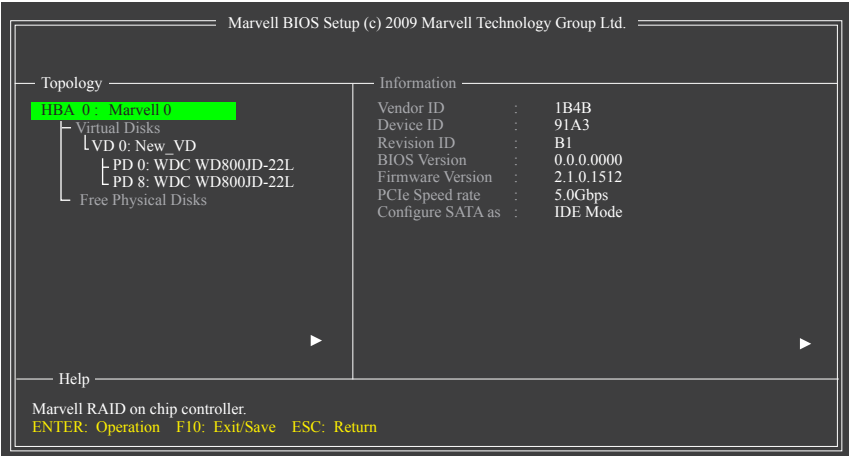 Marvell BIOS Setup (c) 2009 Marvell Technology Group Ltd.
Topology
HBA 0 : Marvell 0
Virtual Disks
VD 0: New_VD
PD 0: WDC WD800JD-22L
PD 8: WDC WD800JD-22L
Free Physical Disks
Information
Vendor ID : 1B4B
Device ID : 91A3
Revision ID : B1
BIOS Version : 0.0.0.0000
Firmware Version : 2.1.0.1512
PCIe Speed rate : 5.0Gbps
Configure SATA as : IDE Mode
Help
Marvell RAID on chip controller.
ENTER: Operation F10: Exit/Save ESC: Return